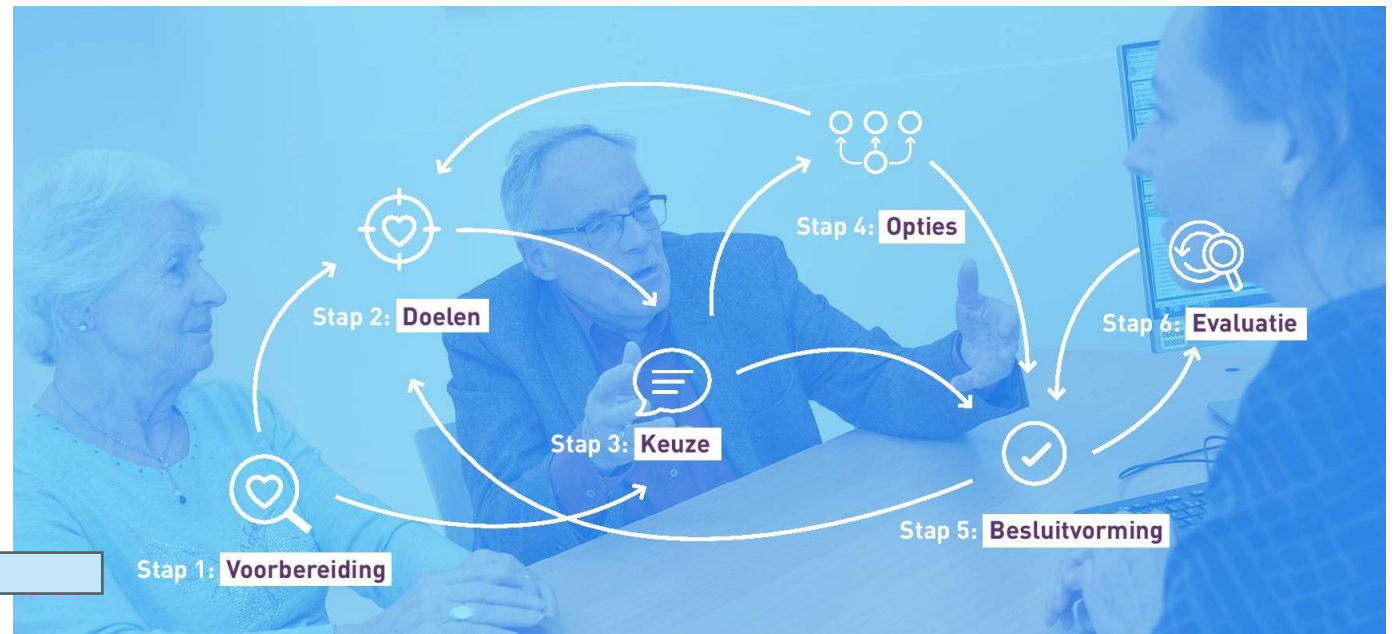 Stap 1: Voorbereiding
Stap 2: Doelen
Stap 3: Keuze
Stap 4: Opties
Stap 5: Besluitvorming
Stap 6: Evaluatie